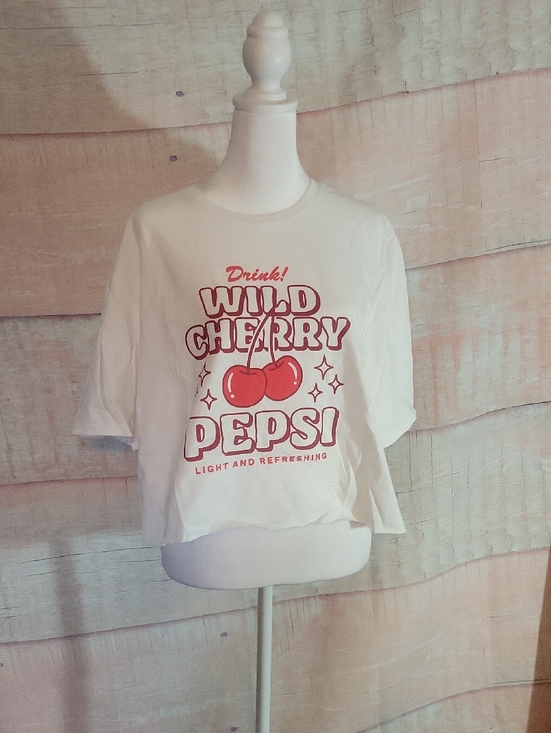 Drink!
WILD
CHERRY
PEPSI
LIGHT AND REFRESHING